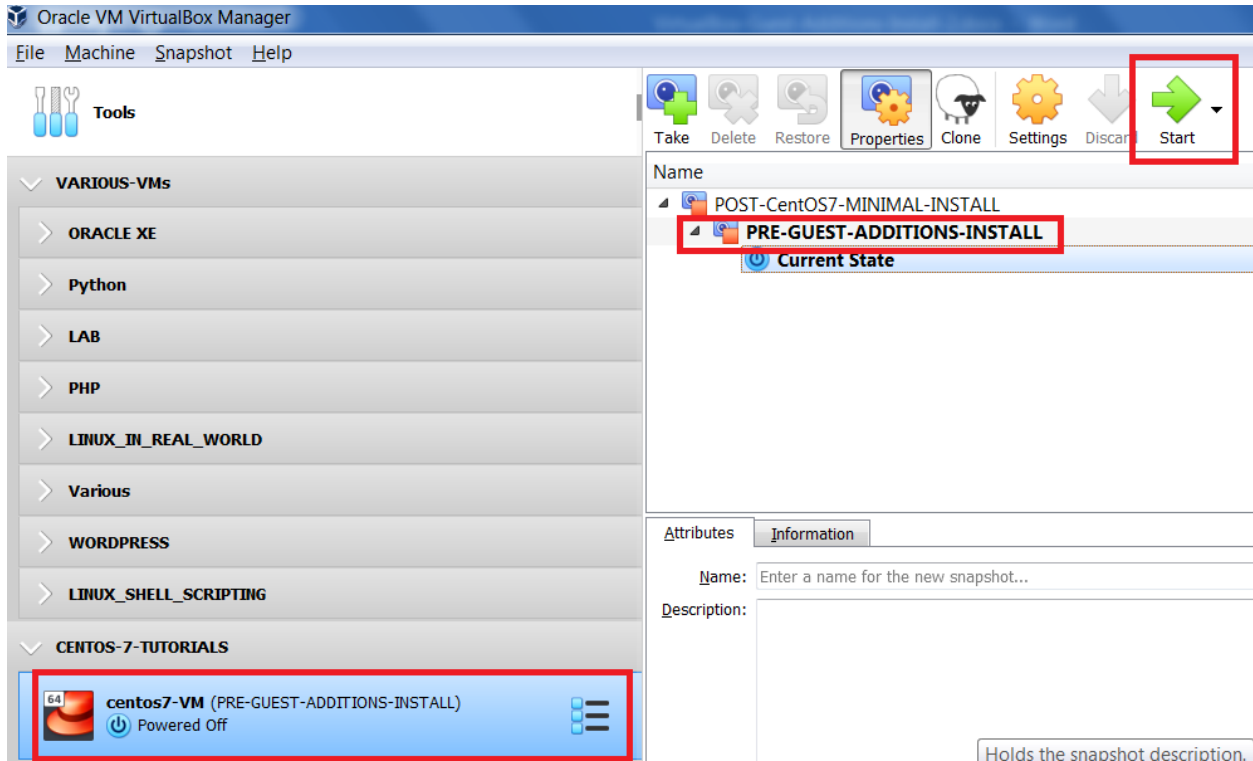 Oracle VM VirtualBox Manager
File Machine Snapshot Help
Tools
Take Delete Restore Properties Clone Settings Discard Start
Name
VARIOUS-VMs
POST-CentOS7-MINIMAL-INSTALL
ORACLE XE
PRE-GUEST-ADDITIONS-INSTALL
Current State
Python
LAB
PHP
LINUX_IN_REAL_WORLD
Various
WORDPRESS
LINUX_SHELL_SCRIPTING
CENTOS-7-TUTORIALS
64
centos7-VM (PRE-GUEST-ADDITIONS-INSTALL)
Powered Off
Attributes Information
Name: Enter a name for the new snapshot...
Description:
Holds the snapshot description.